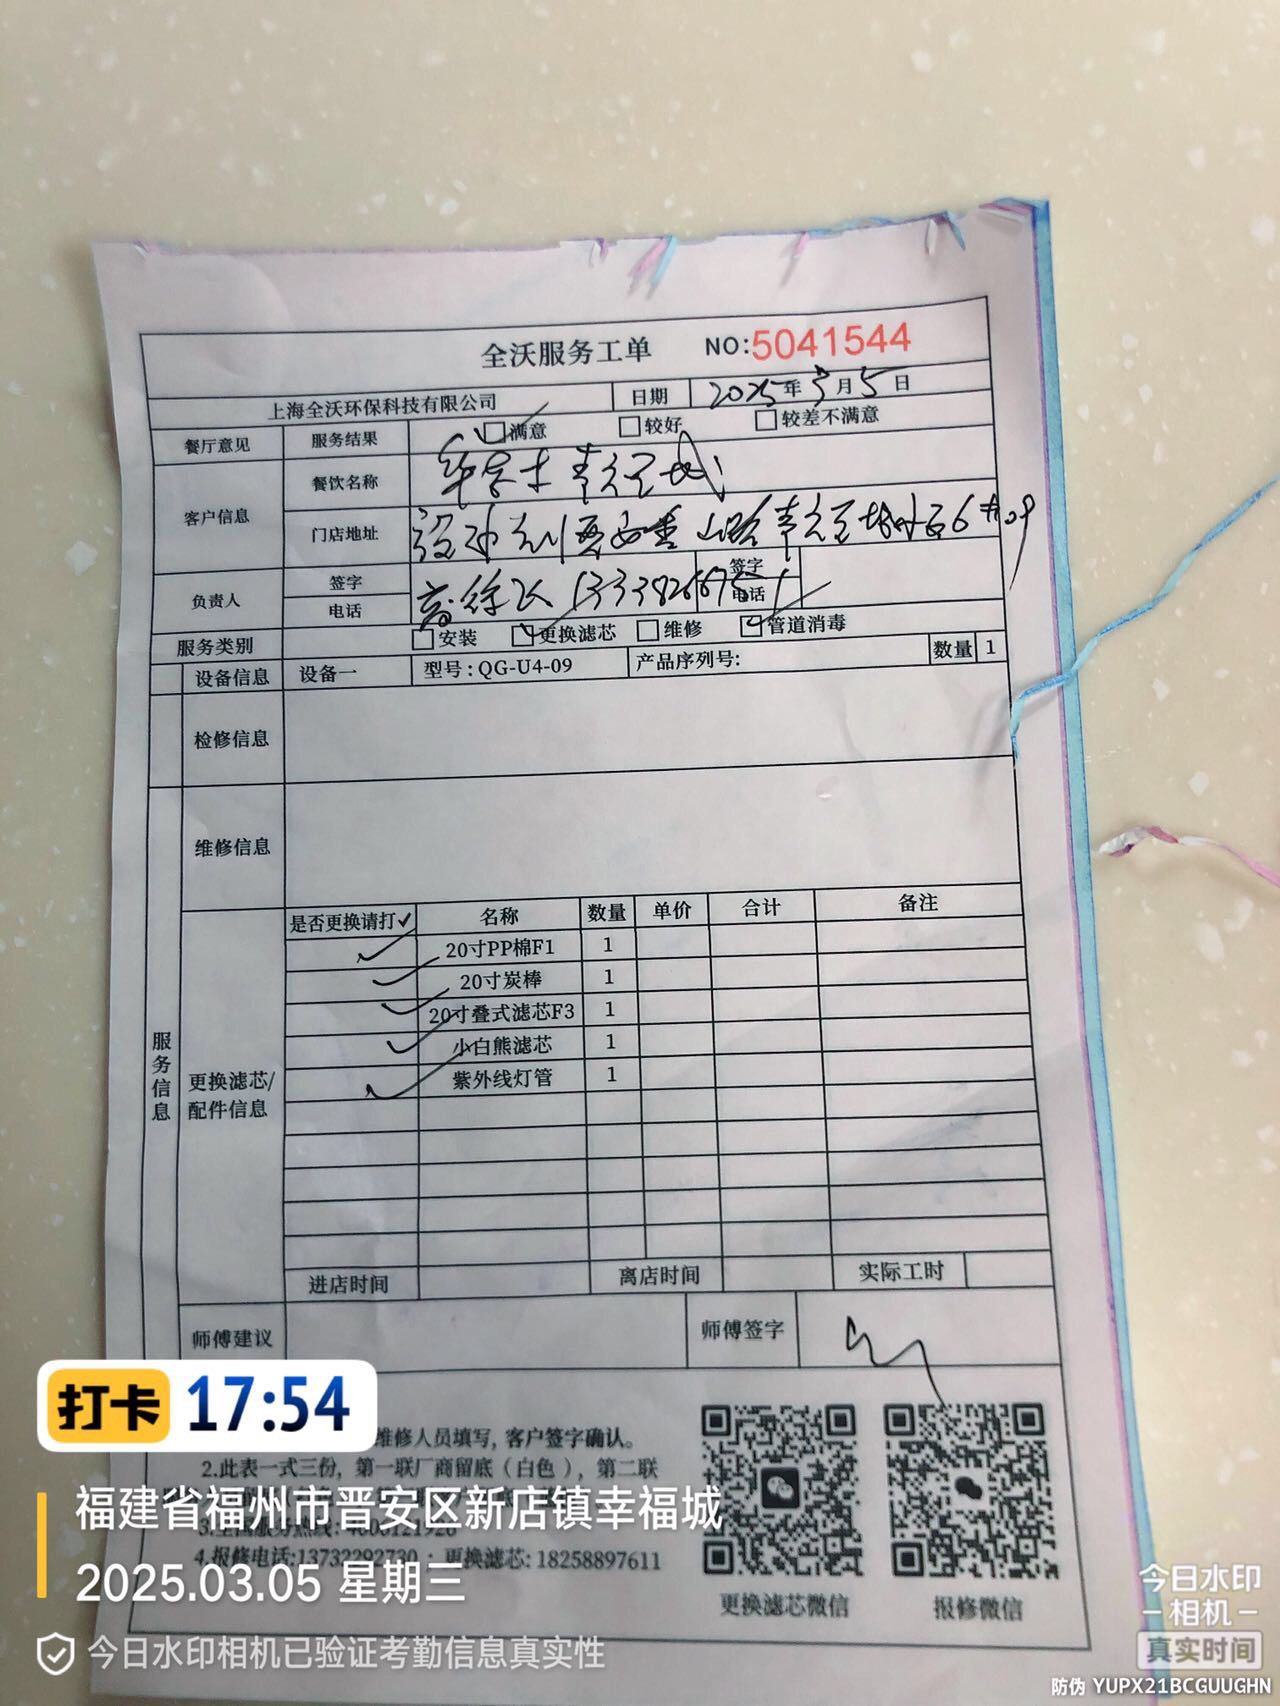 全沃服务工单 NO:5041544
上海全沃环保科技有限公司 日期 2025年3月5日
餐厅意见 服务结果 满意 较好 较差不满意
客户信息 餐饮名称
门店地址
负责人 签字 签字
电话 电话
服务类别 安装 更换滤芯 维修 管道消毒
设备信息 设备一 型号:QG-U4-09 产品序列号: 数量 1
检修信息
维修信息
服务信息
更换滤芯/
配件信息
是否更换请打✓ 名称 数量 单价 合计 备注
✓ 20寸PP棉F1 1
✓ 20寸炭棒 1
✓ 20寸叠式滤芯F3 1
✓ 小白熊滤芯 1
✓ 紫外线灯管 1
进店时间 离店时间 实际工时
师傅建议 师傅签字
维修人员填写，客户签字确认。
2.此表一式三份，第一联厂商留底（白色），第二联
4.报修电话:13732292730 ; 更换滤芯: 18258897611
更换滤芯微信 报修微信
打卡 17:54
福建省福州市晋安区新店镇幸福城
2025.03.05 星期三
今日水印相机已验证考勤信息真实性
今日水印
相机
真实时间
防伪 YUPX21BCGUUGHN